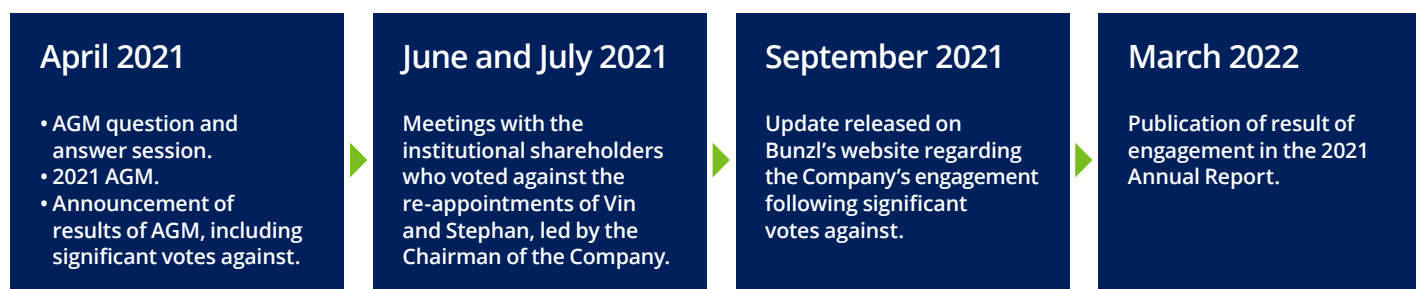 April 2021
• AGM question and
answer session.
• 2021 AGM.
• Announcement of
results of AGM, including
significant votes against.
June and July 2021
Meetings with the
institutional shareholders
who voted against the
re-appointments of Vin
and Stephan, led by the
Chairman of the Company.
September 2021
Update released on
Bunzl’s website regarding
the Company’s engagement
following significant
votes against.
March 2022
Publication of result of
engagement in the 2021
Annual Report.